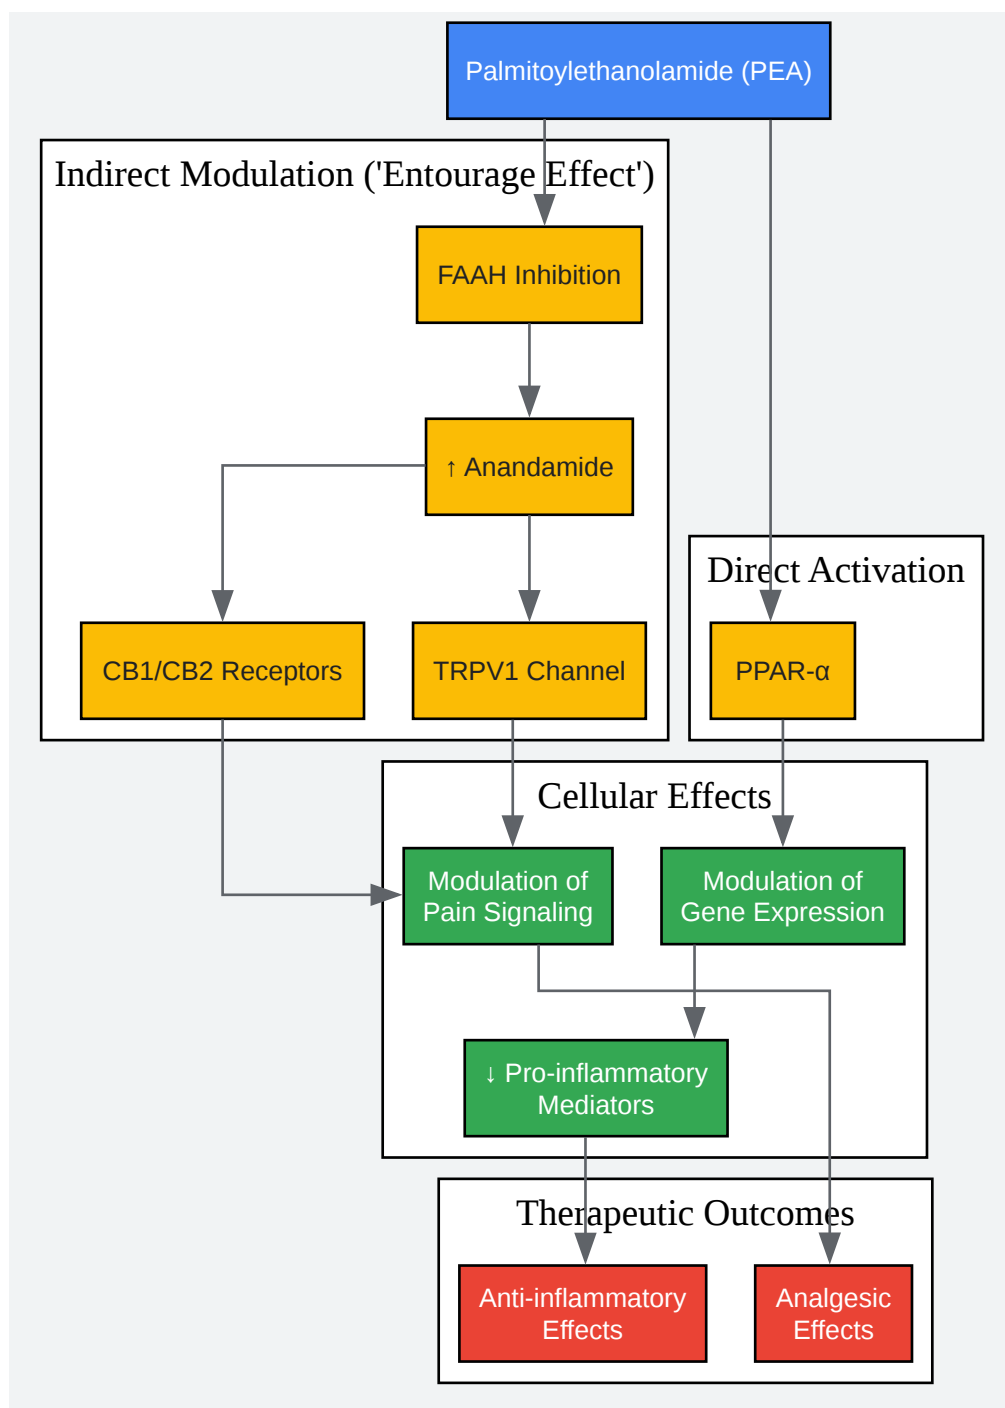 Palmitoylethanolamide (PEA)
Indirect Modulation ('Entourage Effect')
FAAH Inhibition
↑ Anandamide
Direct Activation
CB1/CB2 Receptors
TRPV1 Channel
PPAR-α
Cellular Effects
Modulation of
Pain Signaling
Modulation of
Gene Expression
↓ Pro-inflammatory
Mediators
Therapeutic Outcomes
Anti-inflammatory
Effects
Analgesic
Effects